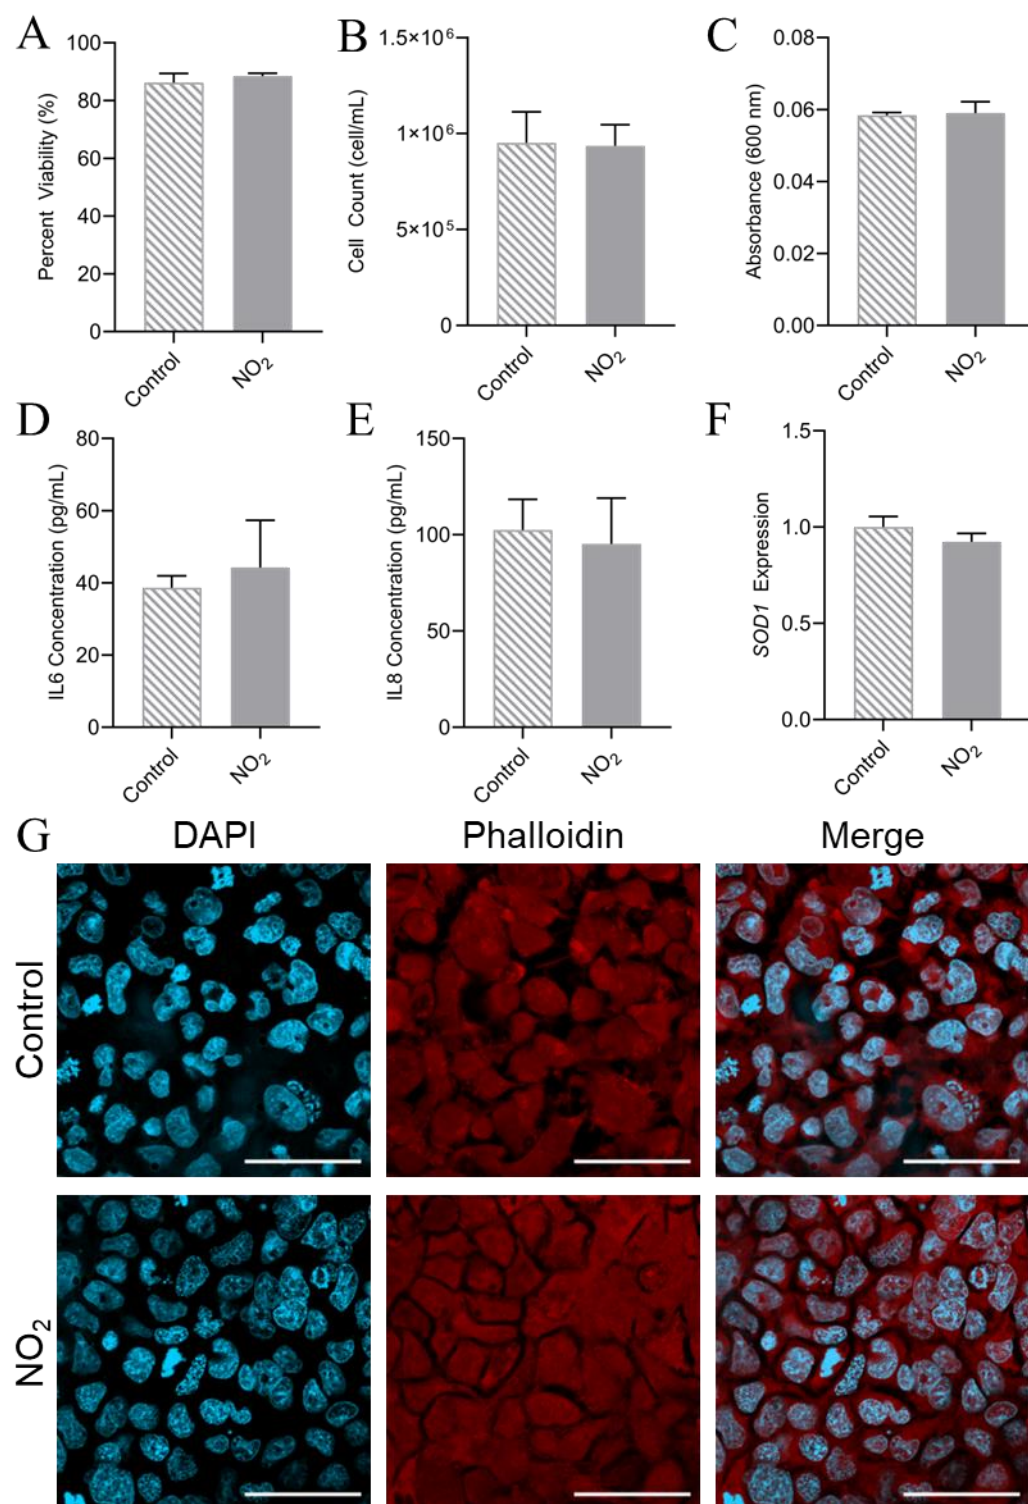 A
Percent Viability (%)
100
80
60
40
20
0
Control
NO₂
B
Cell Count (cell/mL)
1.5×10⁶
1×10⁶
5×10⁵
0
Control
NO₂
C
Absorbance (600 nm)
0.08
0.06
0.04
0.02
0.00
Control
NO₂
D
IL6 Concentration (pg/mL)
80
60
40
20
0
Control
NO₂
E
IL8 Concentration (pg/mL)
150
100
50
0
Control
NO₂
F
SOD1 Expression
1.5
1.0
0.5
0.0
Control
NO₂
G
DAPI
Phalloidin
Merge
Control
NO₂